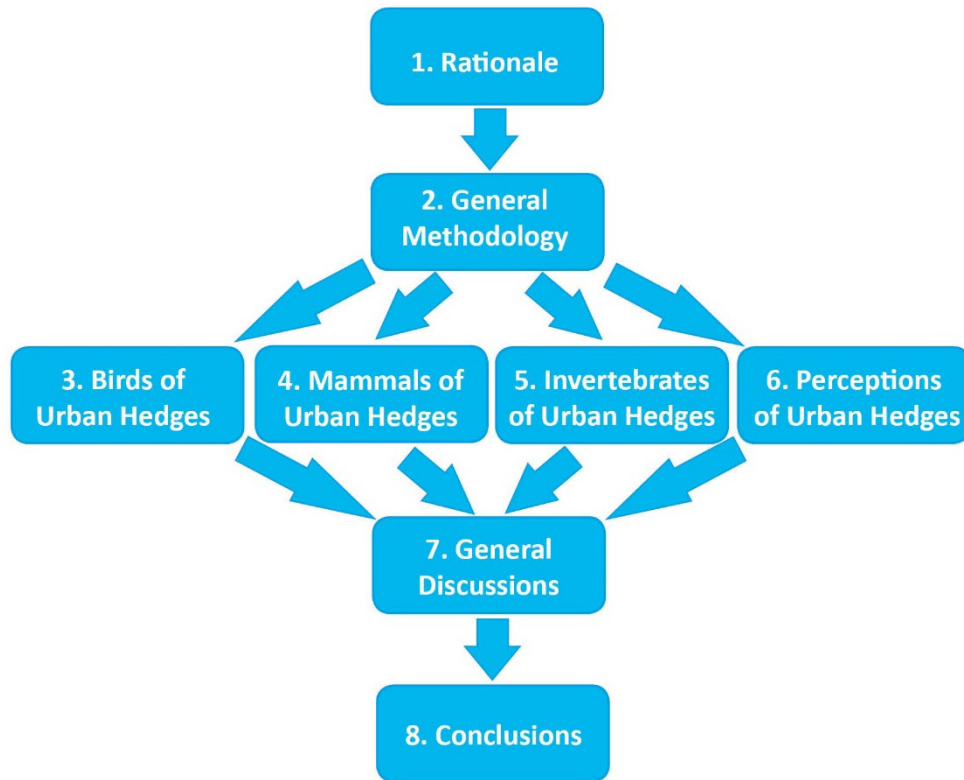 1. Rationale
2. General
Methodology
3. Birds of
Urban Hedges
4. Mammals of
Urban Hedges
5. Invertebrates
of Urban Hedges
6. Perceptions
of Urban Hedges
7. General
Discussions
8. Conclusions